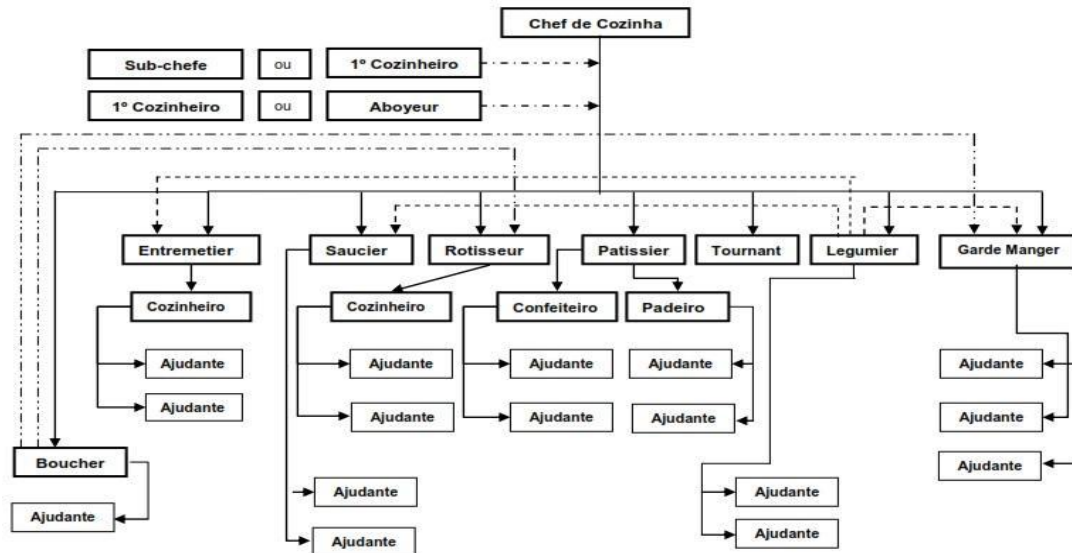 Chef de Cozinha
Sub-chefe ou 1º Cozinheiro
1º Cozinheiro ou Aboyeur
Entremetier Saucier Rotisseur Patissier Tournant Legumier Garde Manger
Cozinheiro Cozinheiro Confeiteiro Padeiro
Ajudante Ajudante Ajudante Ajudante Ajudante
Ajudante Ajudante Ajudante Ajudante Ajudante
Boucher Ajudante
Ajudante Ajudante
Ajudante Ajudante Ajudante